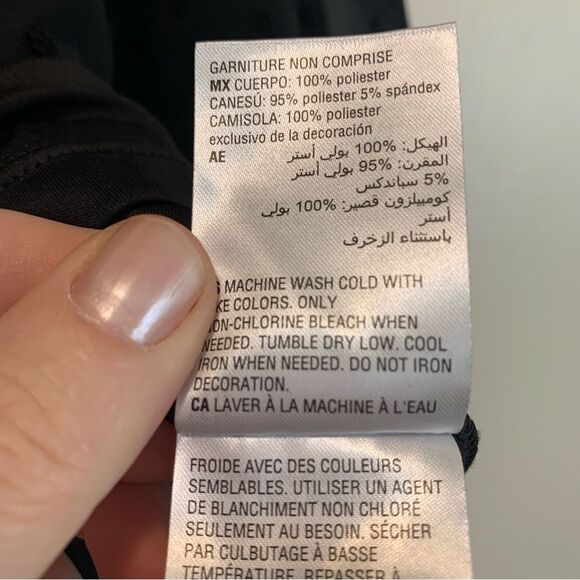 GARNITURE NON COMPRISE
MX CUERPO: 100% poliester
CANESÚ: 95% poliester 5% spándex
CAMISOLA: 100% poliester
exclusivo de la decoración
AE
الهيكل: 100% بولي أستر
المقرن: 95% بولي أستر
5% سباندكس
كومبيلزون قصير: 100% بولي
أستر
باستثناء الزخرف
MACHINE WASH COLD WITH
COLORS. ONLY
BLEACH WHEN
TUMBLE DRY LOW. COOL
IRON WHEN NEEDED. DO NOT IRON
DECORATION.
CA LAVER À LA MACHINE À L'EAU
FROIDE AVEC DES COULEURS
SEMBLABLES. UTILISER UN AGENT
DE BLANCHIMENT NON CHLORÉ
SEULEMENT AU BESOIN. SÉCHER
PAR CULBUTAGE À BASSE
TEMPÉRATURE. REPASSER À